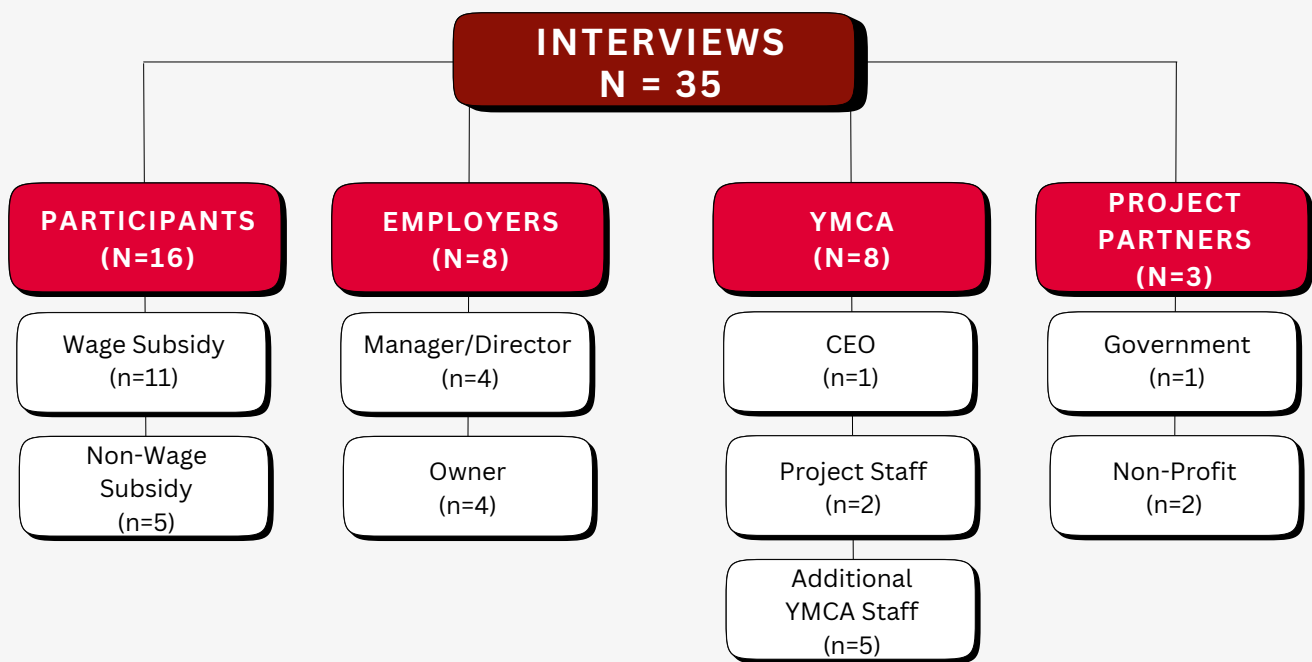 INTERVIEWS
N = 35
PARTICIPANTS
(N=16)
Wage Subsidy
(n=11)
Non-Wage
Subsidy
(n=5)
EMPLOYERS
(N=8)
Manager/Director
(n=4)
Owner
(n=4)
YMCA
(N=8)
CEO
(n=1)
Project Staff
(n=2)
Additional
YMCA Staff
(n=5)
PROJECT
PARTNERS
(N=3)
Government
(n=1)
Non-Profit
(n=2)